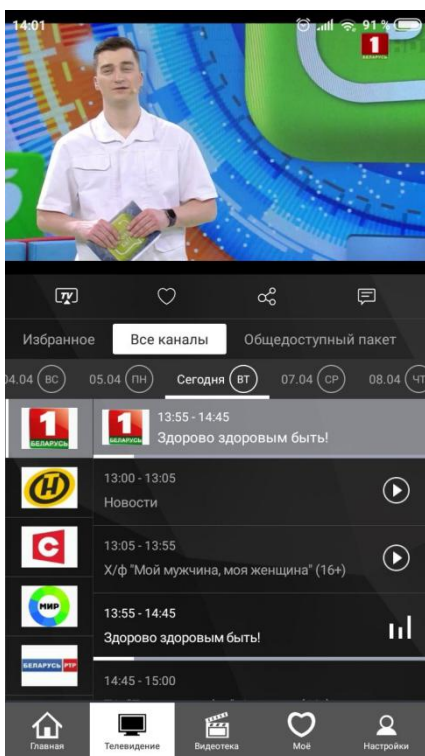 14:01
91 %
1
БЕЛАРУСЬ
TV
Избранное
Все каналы
Общедоступный пакет
04.04 ВС
05.04 ПН
Сегодня ВТ
07.04 СР
08.04 ЧТ
1
БЕЛАРУСЬ
1
БЕЛАРУСЬ
13:55 - 14:45
Здорово здоровым быть!
Н
13:00 - 13:05
Новости
С
13:05 - 13:55
Х/ф "Мой мужчина, моя женщина" (16+)
МИР
13:55 - 14:45
Здорово здоровым быть!
БЕЛАРУСЬ РТР
14:45 - 15:00
Главная
Телевидение
Видеотека
Моё
Настройки